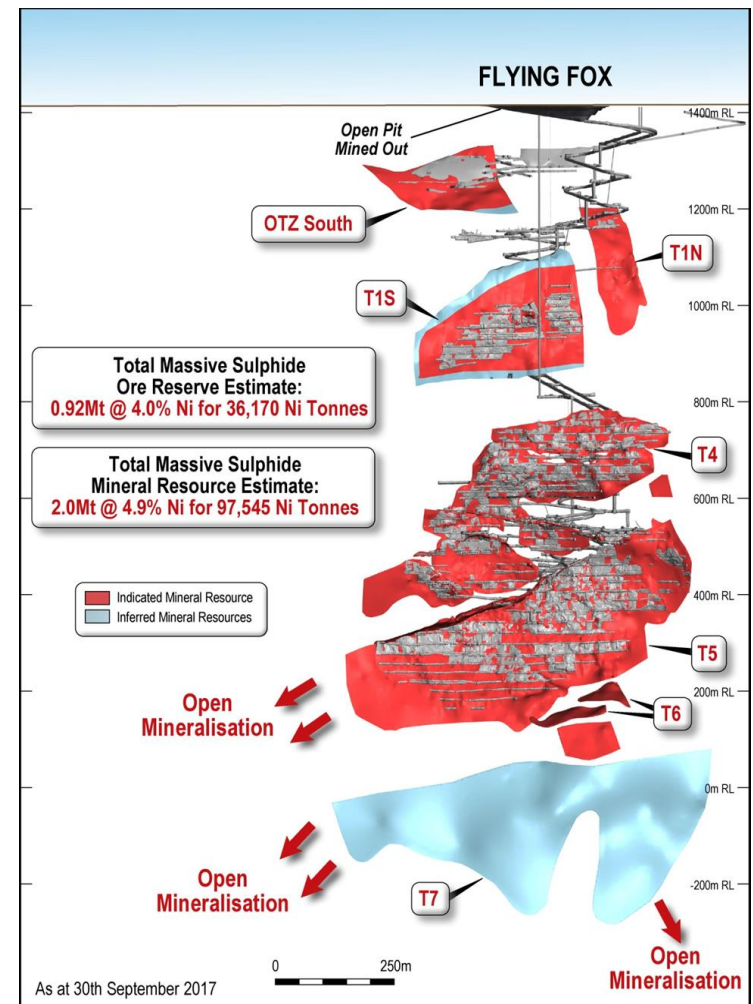 FLYING FOX
Open Pit
Mined Out
1400m RL
OTZ South
1200m RL
T1N
T1S
1000m RL
Total Massive Sulphide
Ore Reserve Estimate:
0.92Mt @ 4.0% Ni for 36,170 Ni Tonnes
800m RL
T4
Total Massive Sulphide
Mineral Resource Estimate:
2.0Mt @ 4.9% Ni for 97,545 Ni Tonnes
600m RL
Indicated Mineral Resource
Inferred Mineral Resources
400m RL
T5
Open
Mineralisation
200m RL
T6
0m RL
Open
Mineralisation
T7
-200m RL
Open
Mineralisation
0
250m
As at 30th September 2017